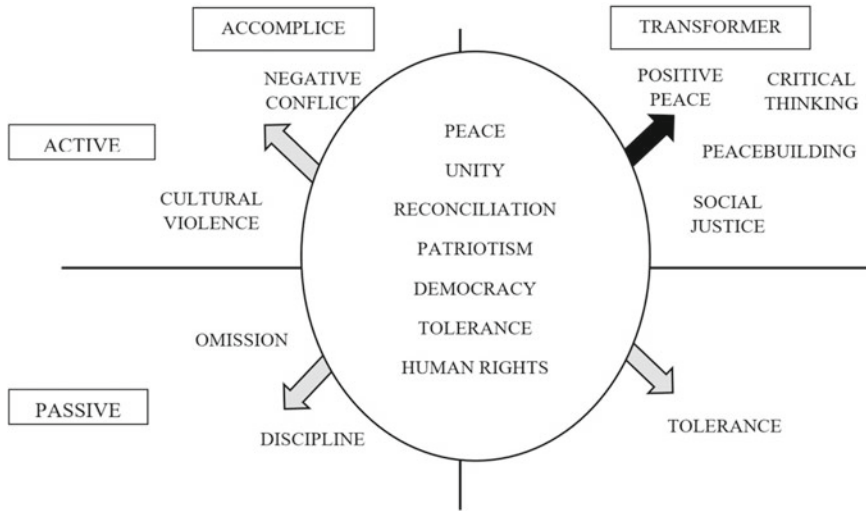 ACCOMPLICE
TRANSFORMER
NEGATIVE
CONFLICT
POSITIVE
PEACE
CRITICAL
THINKING
ACTIVE
PEACE
UNITY
RECONCILIATION
PATRIOTISM
DEMOCRACY
TOLERANCE
HUMAN RIGHTS
PEACEBUILDING
CULTURAL
VIOLENCE
SOCIAL
JUSTICE
OMISSION
PASSIVE
DISCIPLINE
TOLERANCE